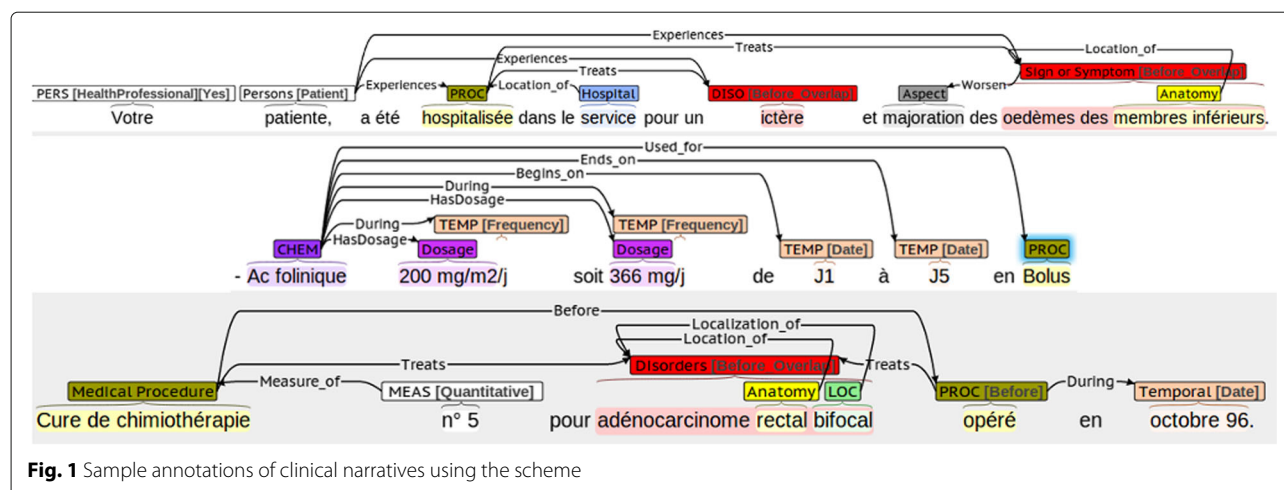 Experiences
Treats
Experiences Location_of
Treats Sign or Symptom [Before_Overlap]
PERS [HealthProfessional][Yes] Persons [Patient] Experiences PROC Location_of Hospital DISO [Before_Overlap] Aspect Worsen Anatomy
Votre patiente, a été hospitalisée dans le service pour un ictère et majoration des oedèmes des membres inférieurs.
Used_for
Ends_on
Begins_on
During
HasDosage
During TEMP [Frequency] TEMP [Frequency]
CHEM HasDosage Dosage Dosage TEMP [Date] TEMP [Date] PROC
- Ac folinique 200 mg/m2/j soit 366 mg/j de J1 à J5 en Bolus
Before
Localization_of
Location_of
Treats Disorders [Before_Overlap] Treats
Medical Procedure Measure_of MEAS [Quantitative] Anatomy LOC PROC [Before] During Temporal [Date]
Cure de chimiothérapie n° 5 pour adénocarcinome rectal bifocal opéré en octobre 96.
Fig. 1 Sample annotations of clinical narratives using the scheme